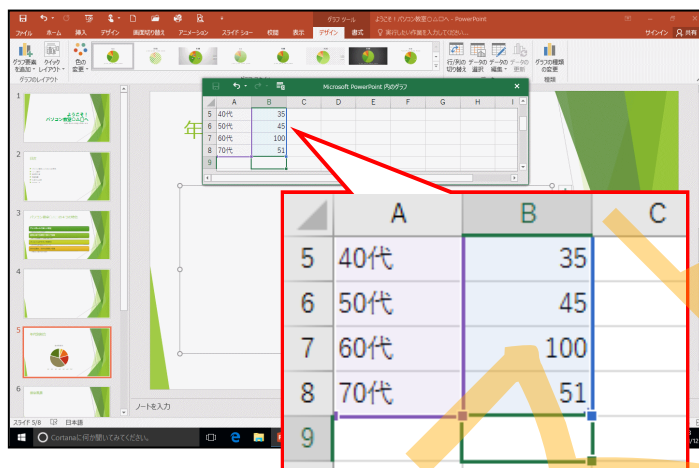 グラフ ツール
ようこそ!パソコン教室○△□へ - PowerPoint
ファイル ホーム 挿入 デザイン 画面切り替え アニメーション スライド ショー 校閲 表示 デザイン 書式 実行したい作業を入力してください... サインイン 共有
グラフ要素を追加 クイックレイアウト 色の変更 行/列の切り替え データの選択 データの編集 データの更新 グラフの種類の変更
グラフのレイアウト 種類
Microsoft PowerPoint 内のグラフ
A B C D E F G H I
5 40代 35
6 50代 45
7 60代 100
8 70代 51
9
年
1
ようこそ!
パソコン教室○△□へ
2
3
4
5
6
A B C
5 40代 35
6 50代 45
7 60代 100
8 70代 51
9
ノートを入力
スライド 5/8 日本語
Cortanaに何か聞いてみてください。